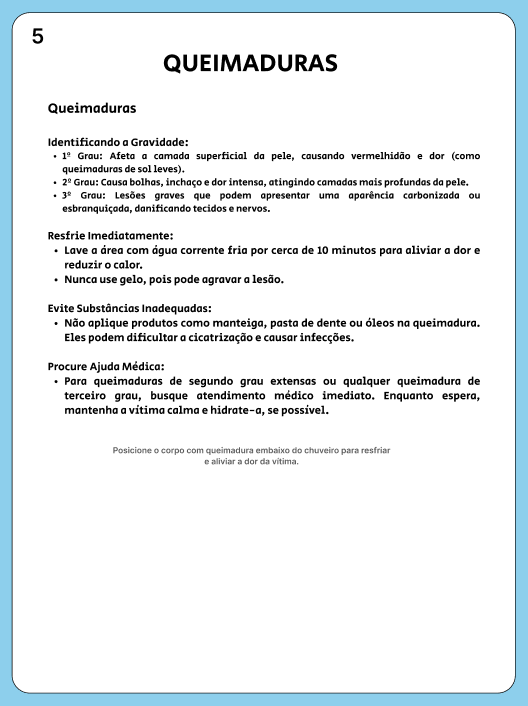 5
QUEIMADURAS
Queimaduras
Identificando a Gravidade:
• 1º Grau: Afeta a camada superficial da pele, causando vermelhidão e dor (como
queimaduras de sol leves).
• 2º Grau: Causa bolhas, inchaço e dor intensa, atingindo camadas mais profundas da pele.
• 3º Grau: Lesões graves que podem apresentar uma aparência carbonizada ou
esbranquiçada, danificando tecidos e nervos.
Resfrie Imediatamente:
• Lave a área com água corrente fria por cerca de 10 minutos para aliviar a dor e
reduzir o calor.
• Nunca use gelo, pois pode agravar a lesão.
Evite Substâncias Inadequadas:
• Não aplique produtos como manteiga, pasta de dente ou óleos na queimadura.
Eles podem dificultar a cicatrização e causar infecções.
Procure Ajuda Médica:
• Para queimaduras de segundo grau extensas ou qualquer queimadura de
terceiro grau, busque atendimento médico imediato. Enquanto espera,
mantenha a vítima calma e hidrate-a, se possível.
Posicione o corpo com queimadura embaixo do chuveiro para resfriar
e aliviar a dor da vítima.